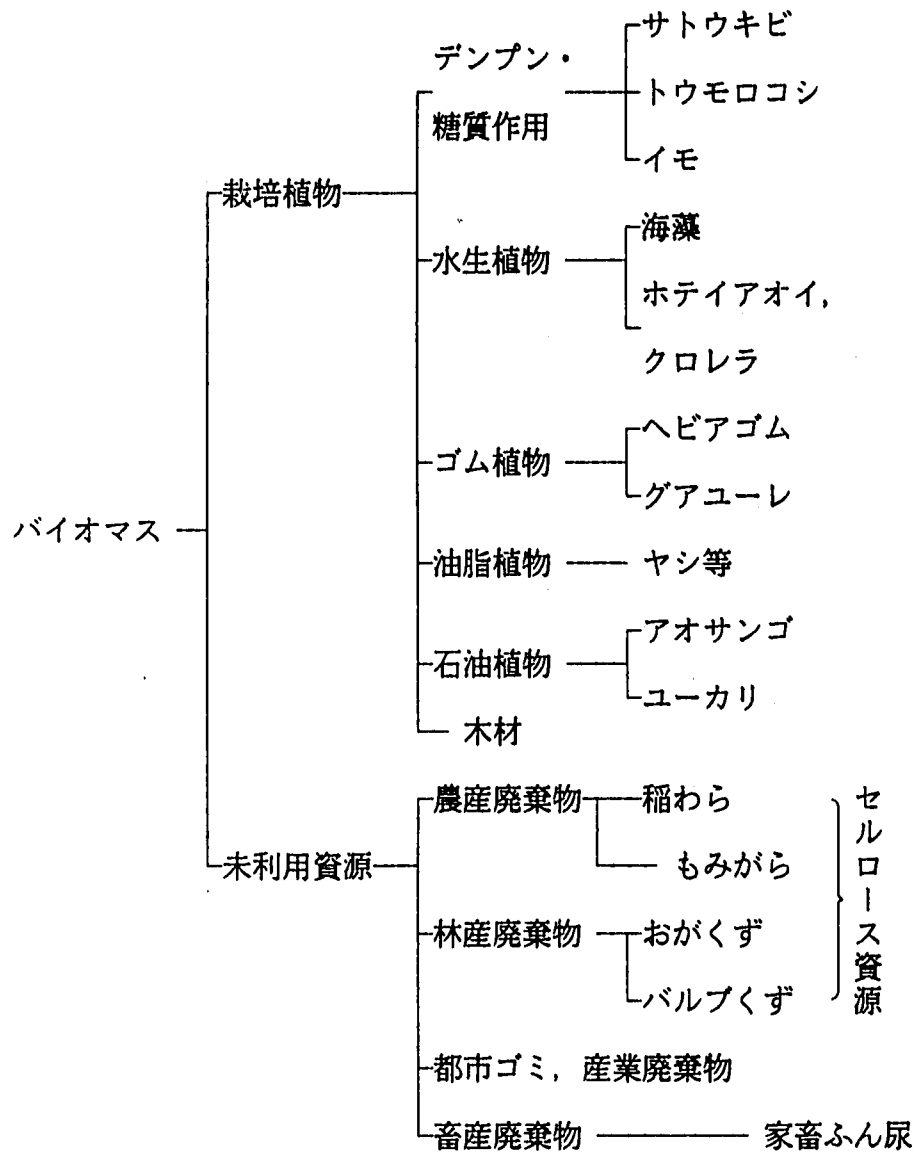 バイオマス
栽培植物
デンプン・
糖質作用
サトウキビ
トウモロコシ
イモ
水生植物
海藻
ホテイアオイ,
クロレラ
ゴム植物
ヘビアゴム
グアユーレ
油脂植物
ヤシ等
石油植物
アオサンゴ
ユーカリ
木材
未利用資源
農産廃棄物
稲わら
もみがら
林産廃棄物
おがくず
バルブくず
セルロース資源
都市ゴミ, 産業廃棄物
畜産廃棄物
家畜ふん尿